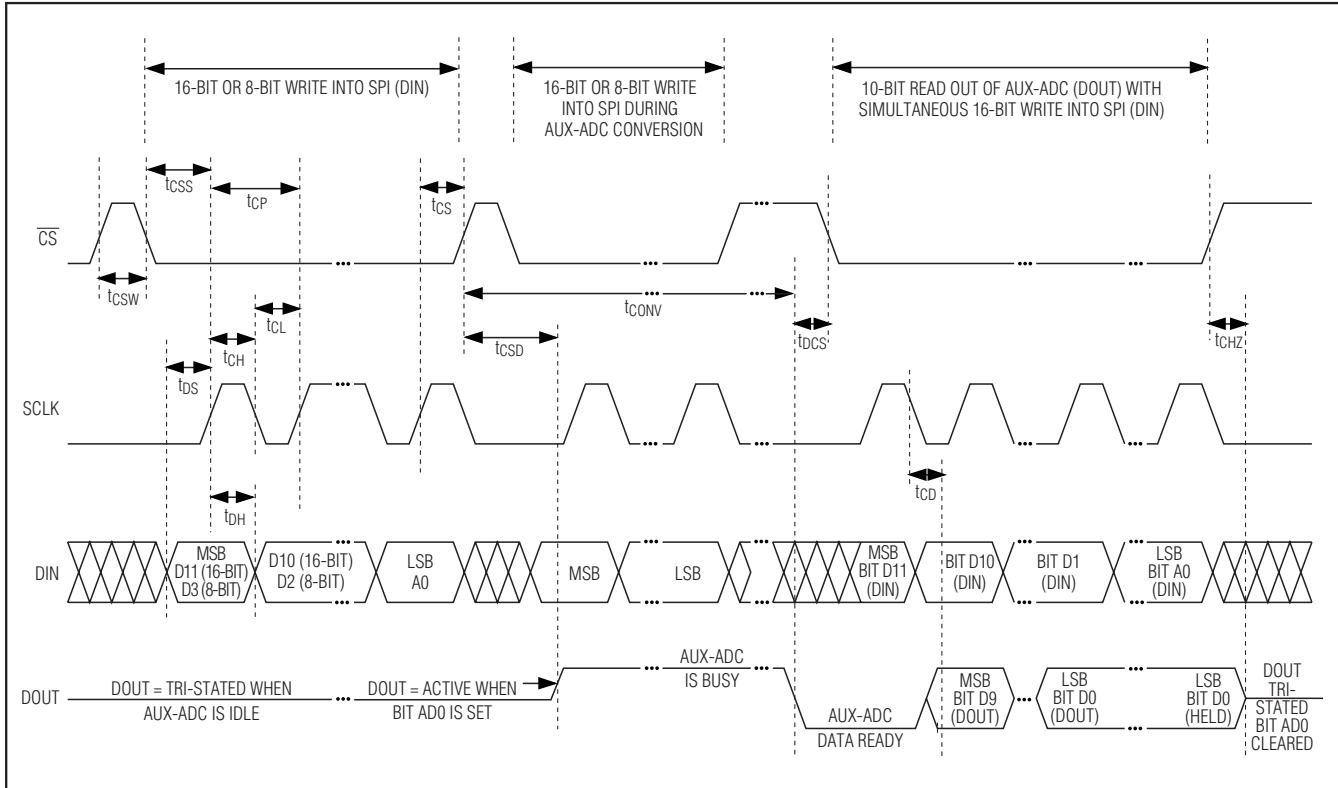 16-BIT OR 8-BIT WRITE INTO SPI (DIN)
16-BIT OR 8-BIT WRITE
INTO SPI DURING
AUX-ADC CONVERSION
10-BIT READ OUT OF AUX-ADC (DOUT) WITH
SIMULTANEOUS 16-BIT WRITE INTO SPI (DIN)
tCSS
tCP
tCS
CS
tCSW
tCL
tCONV
tCH
tCSD
tDCS
tCHZ
tDS
SCLK
tCD
tDH
DIN
MSB
D11 (16-BIT)
D3 (8-BIT)
D10 (16-BIT)
D2 (8-BIT)
LSB
A0
MSB
LSB
MSB
BIT D11
(DIN)
BIT D10
(DIN)
BIT D1
(DIN)
LSB
BIT A0
(DIN)
DOUT
DOUT = TRI-STATED WHEN
AUX-ADC IS IDLE
DOUT = ACTIVE WHEN
BIT AD0 IS SET
AUX-ADC
IS BUSY
AUX-ADC
DATA READY
MSB
BIT D9
(DOUT)
LSB
BIT D0
(DOUT)
LSB
BIT D0
(HELD)
DOUT
TRI-
STATED
BIT AD0
CLEARED